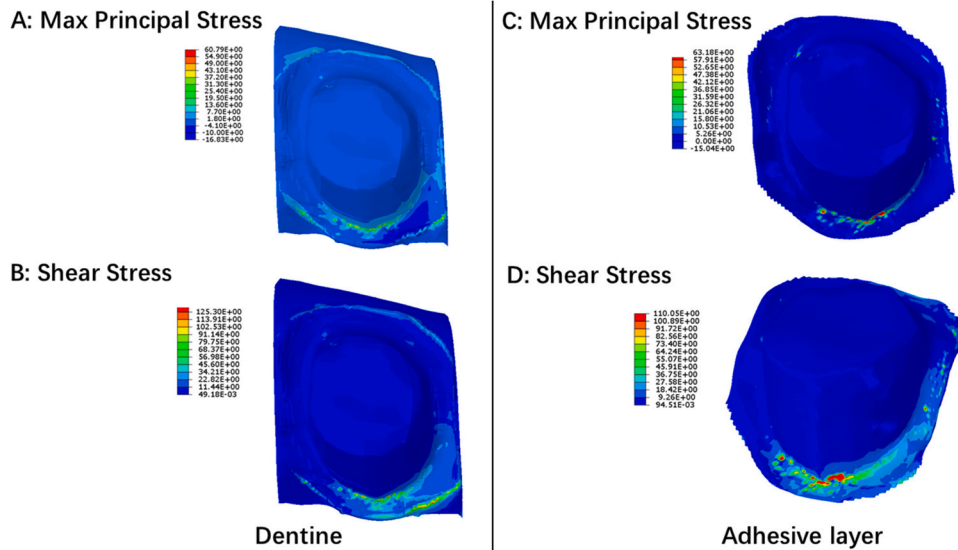 A: Max Principal Stress
60.79E+00
54.90E+00
49.00E+00
43.10E+00
37.20E+00
31.30E+00
25.40E+00
19.50E+00
13.60E+00
7.70E+00
1.80E+00
-4.10E+00
-10.00E+00
-16.83E+00
B: Shear Stress
125.30E+00
113.91E+00
102.53E+00
91.14E+00
79.75E+00
68.37E+00
56.98E+00
45.60E+00
34.21E+00
22.82E+00
11.44E+00
49.18E-03
Dentine
C: Max Principal Stress
63.18E+00
57.91E+00
52.65E+00
47.38E+00
42.12E+00
36.85E+00
31.59E+00
26.32E+00
21.06E+00
15.80E+00
10.53E+00
5.26E+00
0.00E+00
-15.04E+00
D: Shear Stress
110.05E+00
100.89E+00
91.72E+00
82.56E+00
73.40E+00
64.24E+00
55.07E+00
45.91E+00
36.75E+00
27.58E+00
18.42E+00
9.26E+00
94.51E-03
Adhesive layer